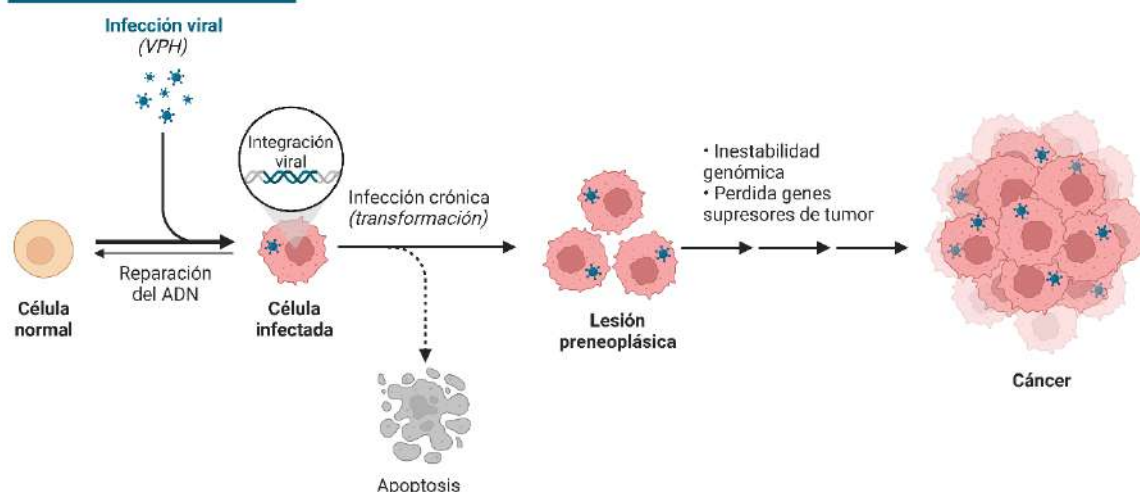 Infección viral
(VPH)
Integración
viral
Infección crónica
(transformación)
• Inestabilidad
genómica
• Perdida genes
supresores de tumor
Reparación
del ADN
Célula
normal
Célula
infectada
Lesión
preneoplásica
Cáncer
Apoptosis